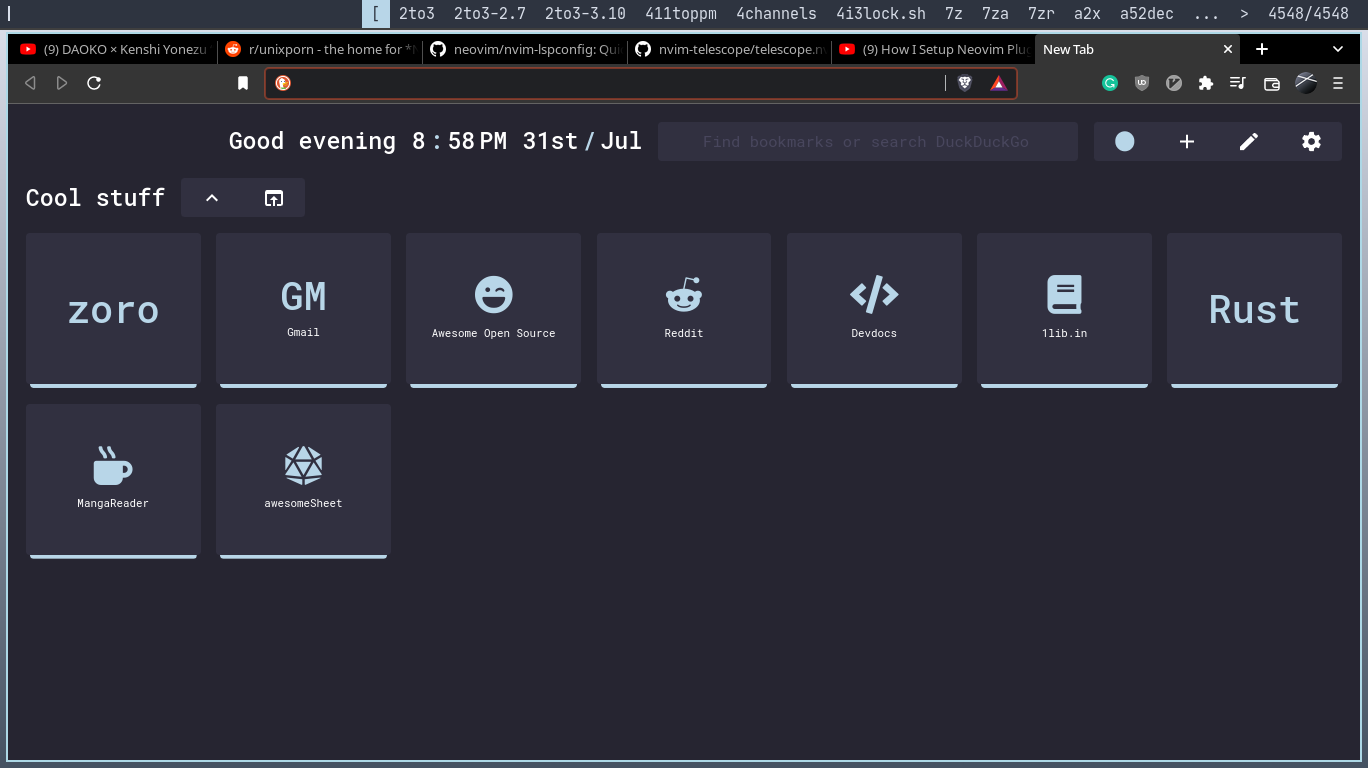 [ 2to3 2to3-2.7 2to3-3.10 411toppm 4channels 4i3lock.sh 7z 7za 7zr a2x a52dec ... > 4548/4548
(9) DAOKO × Kenshi Yonezu r/unixporn - the home for * neovim/nvim-lspconfig: Qui nvim-telescope/telescope.n (9) How I Setup Neovim Plug New Tab
Good evening 8:58PM 31st/Jul Find bookmarks or search DuckDuckGo
Cool stuff
zoro GM Rust
Gmail Awesome Open Source Reddit Devdocs 1lib.in
MangaReader awesomeSheet